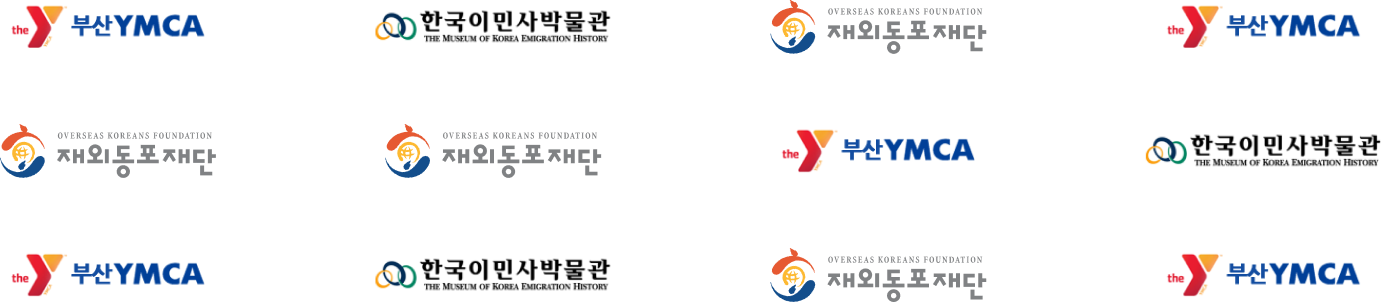 the 부산YMCA
한국이민사박물관
THE MUSEUM OF KOREA EMIGRATION HISTORY
OVERSEAS KOREANS FOUNDATION
재외동포재단
the 부산YMCA
OVERSEAS KOREANS FOUNDATION
재외동포재단
OVERSEAS KOREANS FOUNDATION
재외동포재단
the 부산YMCA
한국이민사박물관
THE MUSEUM OF KOREA EMIGRATION HISTORY
the 부산YMCA
한국이민사박물관
THE MUSEUM OF KOREA EMIGRATION HISTORY
OVERSEAS KOREANS FOUNDATION
재외동포재단
the 부산YMCA